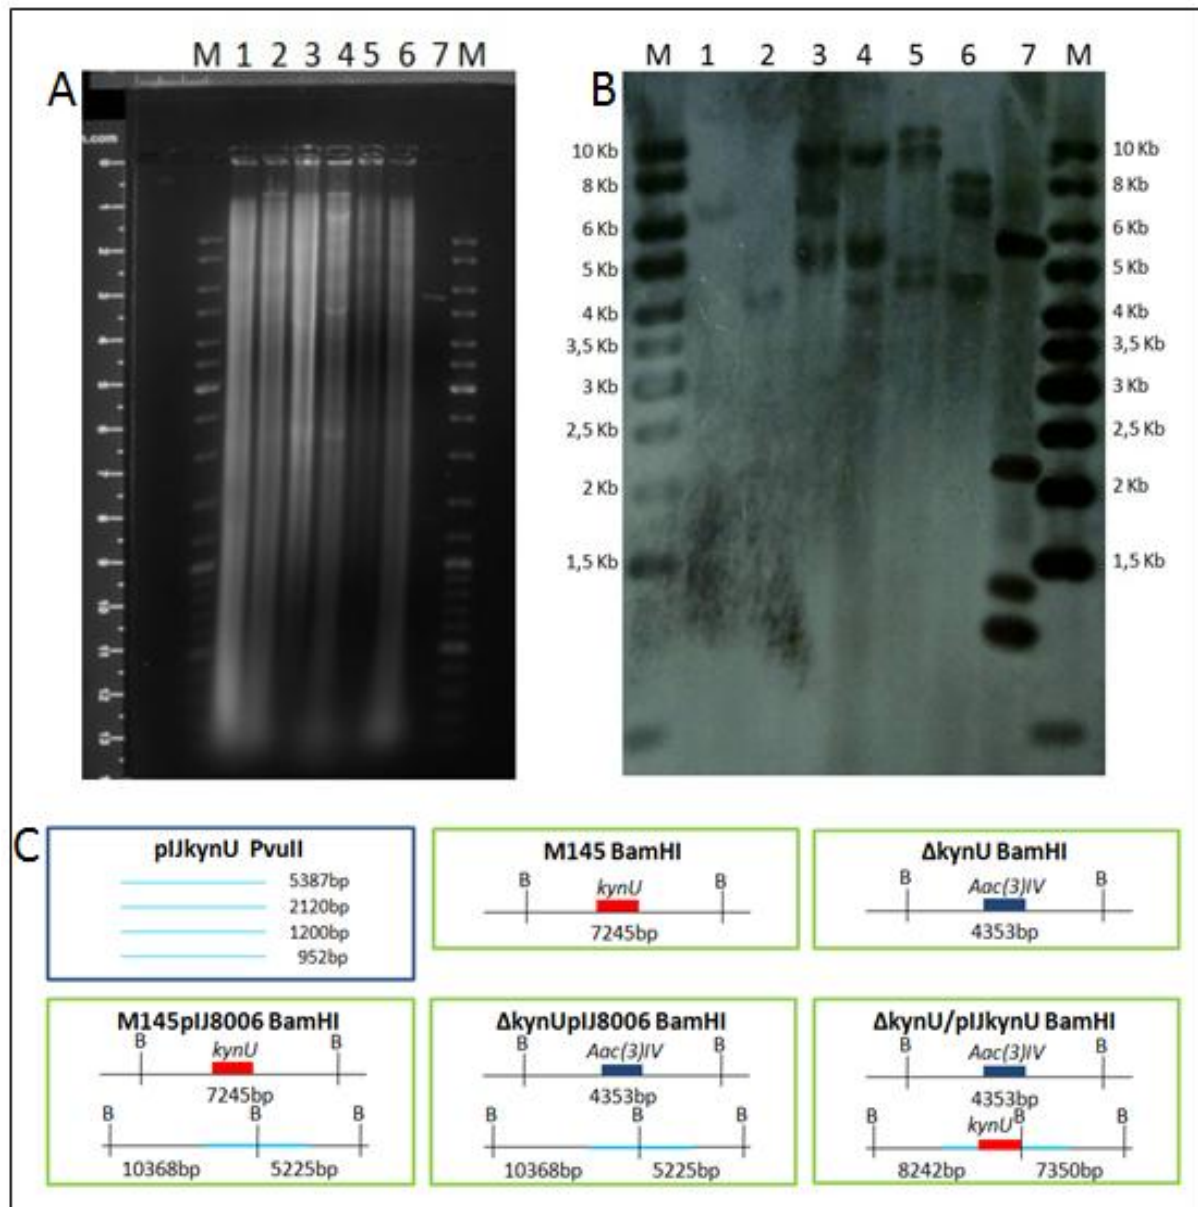 A
M 1 2 3 4 5 6 7 M
.com
B
M 1 2 3 4 5 6 7 M
10 Kb 10 Kb
8 Kb 8 Kb
6 Kb 6 Kb
5 Kb 5 Kb
4 Kb 4 Kb
3,5 Kb 3,5 Kb
3 Kb 3 Kb
2,5 Kb 2,5 Kb
2 Kb 2 Kb
1,5 Kb 1,5 Kb
C
pIJkynU PvuII
5387bp
2120bp
1200bp
952bp
M145 BamHI
B kynU B
7245bp
ΔkynU BamHI
B Aac(3)IV B
4353bp
M145pIJ8006 BamHI
B kynU B
7245bp
B B B
10368bp 5225bp
ΔkynUpIJ8006 BamHI
B Aac(3)IV B
4353bp
B B B
10368bp 5225bp
ΔkynU/pIJkynU BamHI
B Aac(3)IV B
4353bp
B kynU B B
8242bp 7350bp